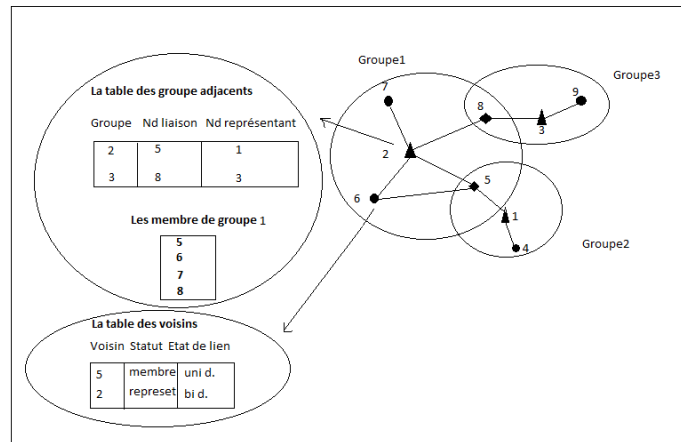 La table des groupe adjacents
Groupe Nd liaison Nd représentant
2 5 1
3 8 3
Les membre de groupe 1
5
6
7
8
La table des voisins
Voisin Statut Etat de lien
5 membre uni d.
2 represet bi d.
Groupe1
7
2
6
8
5
Groupe3
9
3
1
4
Groupe2